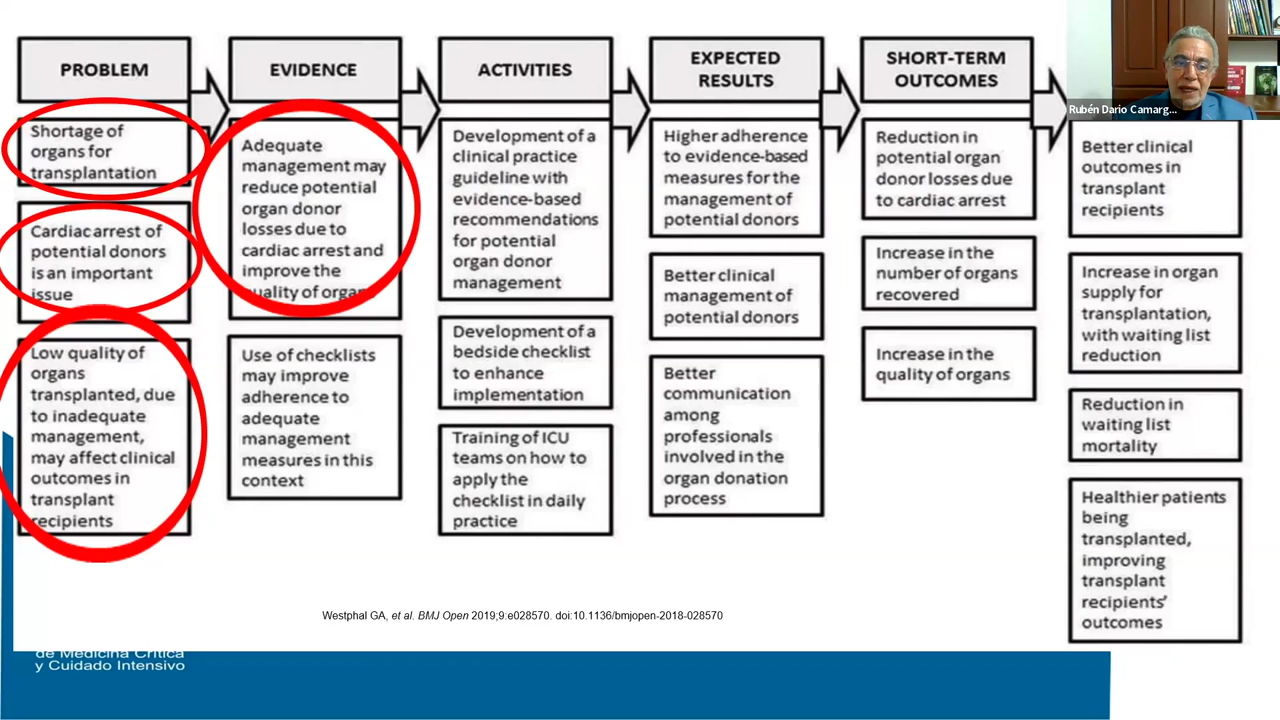 PROBLEM
Shortage of
organs for
transplantation
Cardiac arrest of
potential donors
is an important
issue
Low quality of
organs
transplanted, due
to inadequate
management,
may affect clinical
outcomes in
transplant
recipients
EVIDENCE
Adequate
management may
reduce potential
organ donor
losses due to
cardiac arrest and
improve the
quality of organs
Use of checklists
may improve
adherence to
adequate
management
measures in this
context
ACTIVITIES
Development of a
clinical practice
guideline with
evidence-based
recommendations
for potential
organ donor
management
Development of a
bedside checklist
to enhance
implementation
Training of ICU
teams on how to
apply the
checklist in daily
practice
EXPECTED
RESULTS
Higher adherence
to evidence-based
measures for the
management of
potential donors
Better clinical
management of
potential donors
Better
communication
among
professionals
involved in the
organ donation
process
SHORT-TERM
OUTCOMES
Reduction in
potential organ
donor losses due
to cardiac arrest
Increase in the
number of organs
recovered
Increase in the
quality of organs
Rubén Dario Camarg...
Better clinical
outcomes in
transplant
recipients
Increase in organ
supply for
transplantation,
with waiting list
reduction
Reduction in
waiting list
mortality
Healthier patients
being
transplanted,
improving
transplant
recipients'
outcomes
Westphal GA, et al. BMJ Open 2019;9:e028570. doi:10.1136/bmjopen-2018-028570
de Medicina Crítica
y Cuidado Intensivo